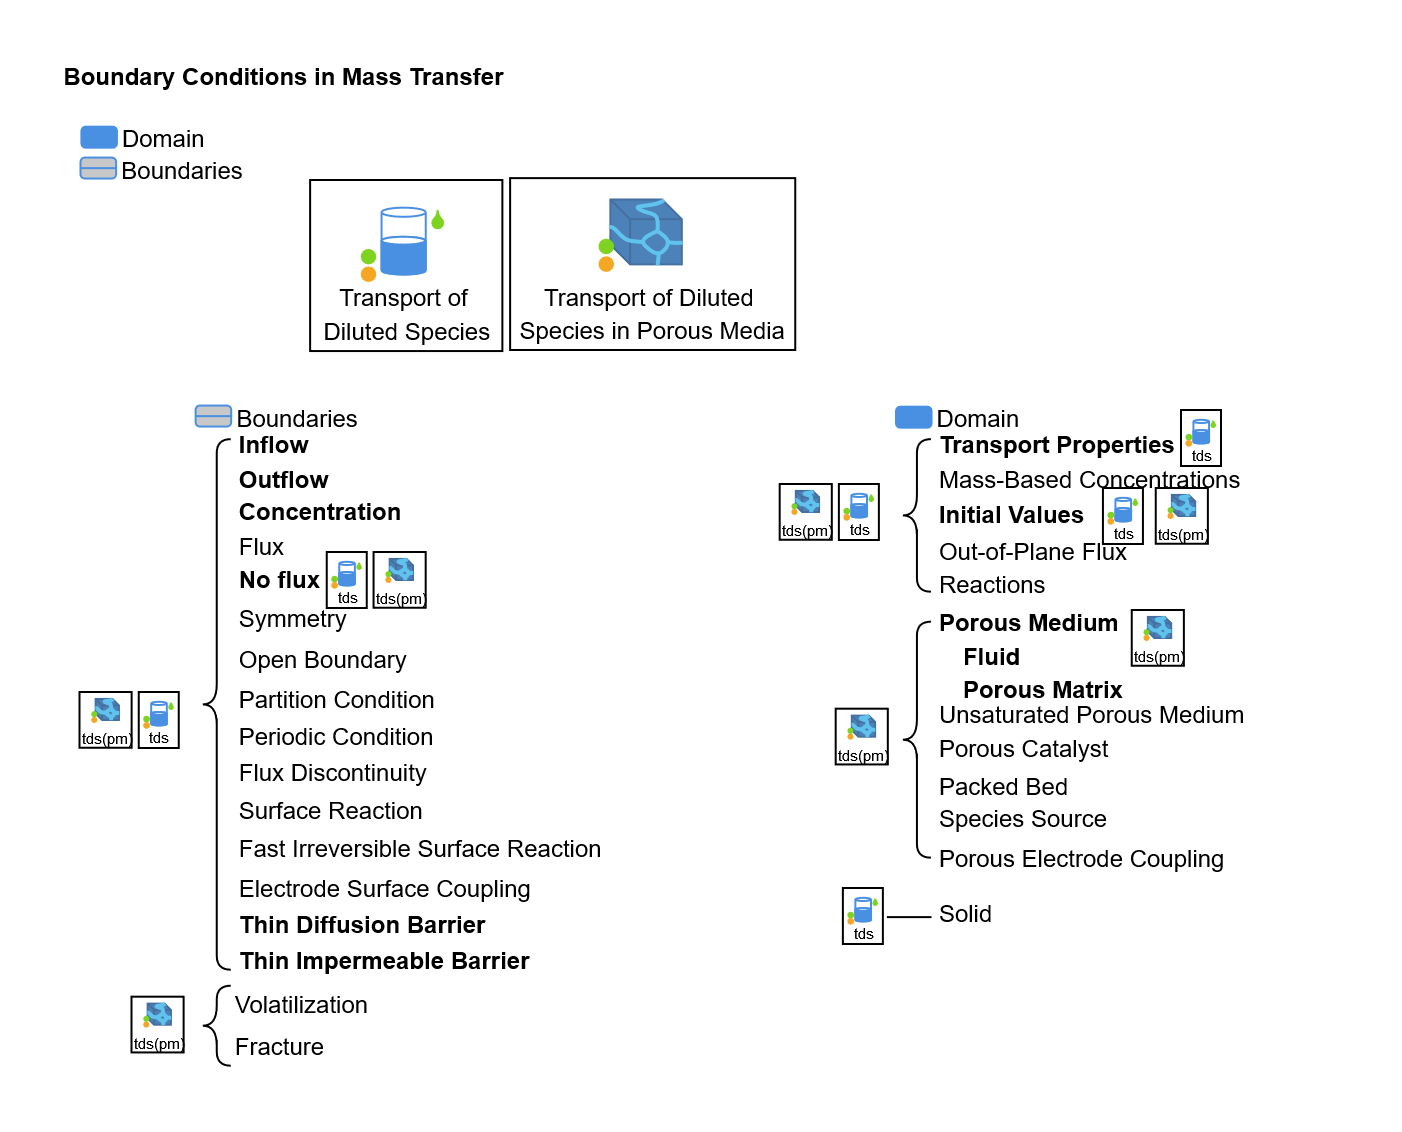 Boundary Conditions in Mass Transfer
Domain
Boundaries
Transport of
Diluted Species
Transport of Diluted
Species in Porous Media
Boundaries
Inflow
Outflow
Concentration
Flux
No flux
tds
tds(pm)
Symmetry
Open Boundary
Partition Condition
tds(pm)
tds
Periodic Condition
Flux Discontinuity
Surface Reaction
Fast Irreversible Surface Reaction
Electrode Surface Coupling
Thin Diffusion Barrier
Thin Impermeable Barrier
Volatilization
tds(pm)
Fracture
Domain
Transport Properties
tds
Mass-Based Concentrations
tds(pm)
tds
Initial Values
tds
tds(pm)
Out-of-Plane Flux
Reactions
Porous Medium
tds(pm)
Fluid
Porous Matrix
Unsaturated Porous Medium
tds(pm)
Porous Catalyst
Packed Bed
Species Source
Porous Electrode Coupling
tds
Solid